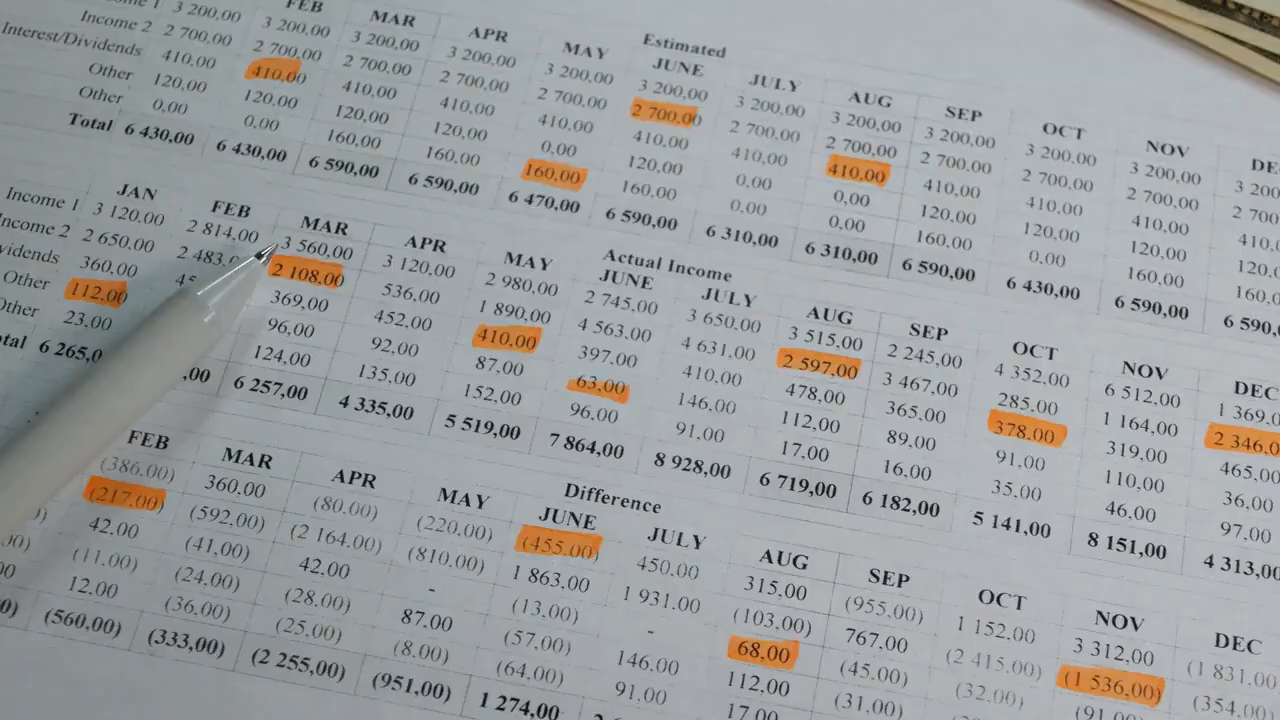 FEB MAR APR MAY JUNE JULY AUG SEP OCT NOV
Estimated
3 200,00 3 200,00 3 200,00 3 200,00 3 200,00 3 200,00 3 200,00 3 200,00 3 200,00 3 200,00 3 200,00
Income 2 2 700,00 2 700,00 2 700,00 2 700,00 2 700,00 2 700,00 2 700,00 2 700,00 2 700,00 2 700,00 2 700,00
Interest/Dividends 410,00 410,00 410,00 410,00 410,00 410,00 410,00 410,00 410,00 410,00 410,00
Other 120,00 120,00 120,00 120,00 0,00 120,00 0,00 0,00 120,00 120,00 120,00
Other 0,00 0,00 160,00 160,00 160,00 160,00 0,00 0,00 160,00 0.00 160,00
Total 6 430,00 6 430,00 6 590,00 6 590,00 6 470,00 6 590,00 6 310,00 6 310,00 6 590,00 6 430,00 6 590,00
Actual Income
JAN FEB MAR APR MAY JUNE JULY AUG SEP OCT NOV DEC
Income 1 3 120,00 2 814,00 3 560,00 3 120,00 2 980,00 2 745,00 3 650,00 3 515,00 2 245,00 4 352,00 6 512,00 1 369,0
Income 2 2 650,00 2 483, 2 108,00 536,00 1 890,00 4 563,00 4 631,00 2 597,00 3 467,00 285.00 1 164,00 2 346,0
360,00 369,00 452,00 410,00 397,00 410,00 478,00 365,00 378.00 319.00 465,00
Other 112,00 96,00 92,00 87,00 63,00 146,00 112,00 89,00 91,00 110,00 36,00
Other 23,00 124,00 135,00 152,00 96,00 91,00 17.00 16.00 35.00 46,00 97.00
6 265,0 ,00 6 257,00 4 335,00 5 519,00 7 864,00 8 928,00 6 719,00 6 182,00 5 141,00 8 151,00 4 313,00
Difference
FEB MAR APR MAY JUNE JULY AUG SEP OCT NOV DEC
(386.00) 360.00 (80.00) (220.00) (455.00) 450.00 315,00 (955,00) 1 152.00 3 312,00 (1 831.00
(217.00) (592,00) (2 164.00) (810.00) 1 863,00 1 931.00 (103,00) 767,00 (2 415,00) (1 536,00) (354.00
42.00 (41,00) 42.00 - (13.00) - 68,00 (45.00) (32.00) (91,00
(11.00) (24.00) (28.00) 87.00 (57.00) 146.00 112.00 (31.00)
12.00 (36,00) (25.00) (8.00) (64.00) 91.00 17.00
(560,00) (333,00) (2 255,00) (951,00) 1 274,00